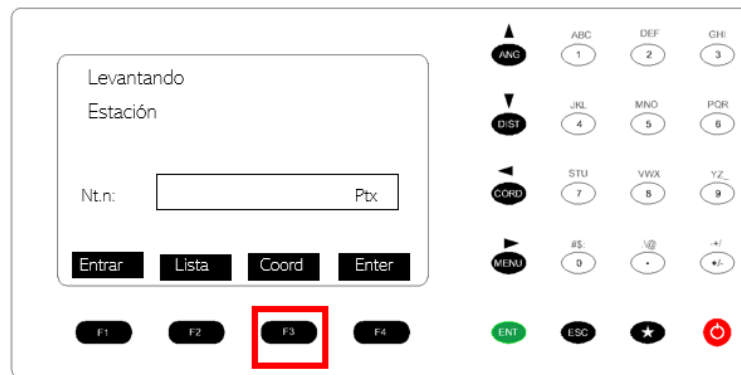 Levantando
Estación
Nt.n: Ptx
Entrar Lista Coord Enter
F1 F2 F3 F4
ABC DEF GHI
ANG 1 2 3
JKL MNO PQR
DIST 4 5 6
STU VWX YZ_
CORD 7 8 9
#$: .\@ .+/
MENU 0 . +/-
ENT ESC